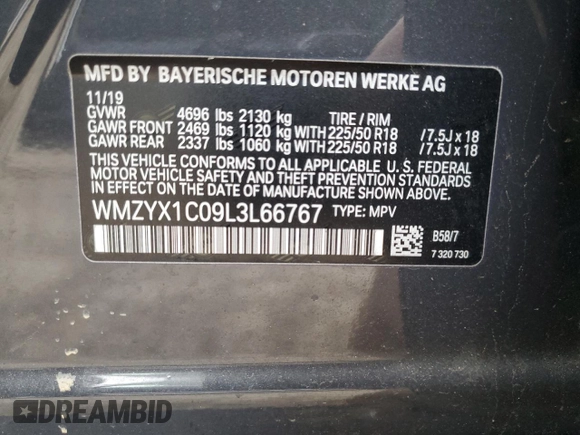 MFD BY BAYERISCHE MOTOREN WERKE AG
11/19
GVWR 4696 lbs 2130 kg TIRE / RIM
GAWR FRONT 2469 lbs 1120 kg WITH 225/50 R18 /7.5J x 18
GAWR REAR 2337 lbs 1060 kg WITH 225/50 R18 /7.5J x 18
THIS VEHICLE CONFORMS TO ALL APPLICABLE U. S. FEDERAL
MOTOR VEHICLE SAFETY AND THEFT PREVENTION STANDARDS
IN EFFECT ON THE DATE OF MANUFACTURE SHOWN ABOVE.
WMZYX1C09L3L66767 TYPE: MPV
B58/7
7 320 730
DREAMBID